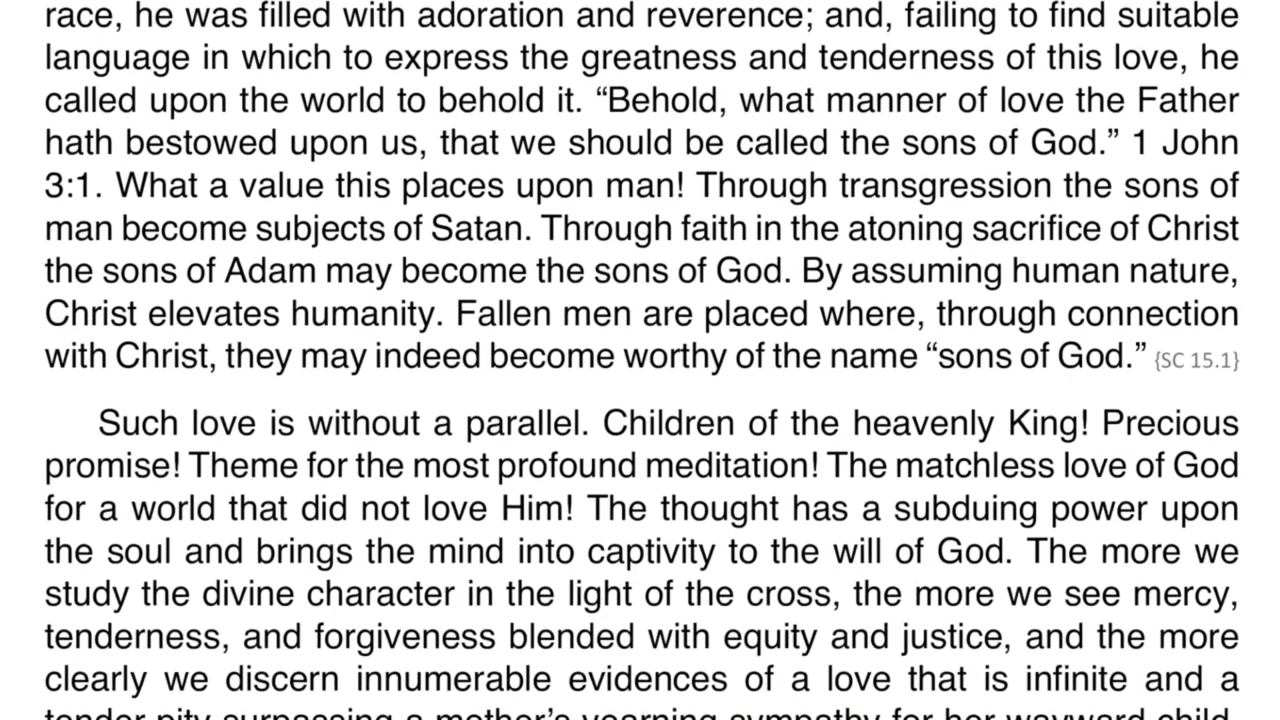 race, he was filled with adoration and reverence; and, failing to find suitable
language in which to express the greatness and tenderness of this love, he
called upon the world to behold it. “Behold, what manner of love the Father
hath bestowed upon us, that we should be called the sons of God.” 1 John
3:1. What a value this places upon man! Through transgression the sons of
man become subjects of Satan. Through faith in the atoning sacrifice of Christ
the sons of Adam may become the sons of God. By assuming human nature,
Christ elevates humanity. Fallen men are placed where, through connection
with Christ, they may indeed become worthy of the name “sons of God.” {SC 15.1}
Such love is without a parallel. Children of the heavenly King! Precious
promise! Theme for the most profound meditation! The matchless love of God
for a world that did not love Him! The thought has a subduing power upon
the soul and brings the mind into captivity to the will of God. The more we
study the divine character in the light of the cross, the more we see mercy,
tenderness, and forgiveness blended with equity and justice, and the more
clearly we discern innumerable evidences of a love that is infinite and a
tender pity surpassing a mother’s yearning sympathy for her wayward child.